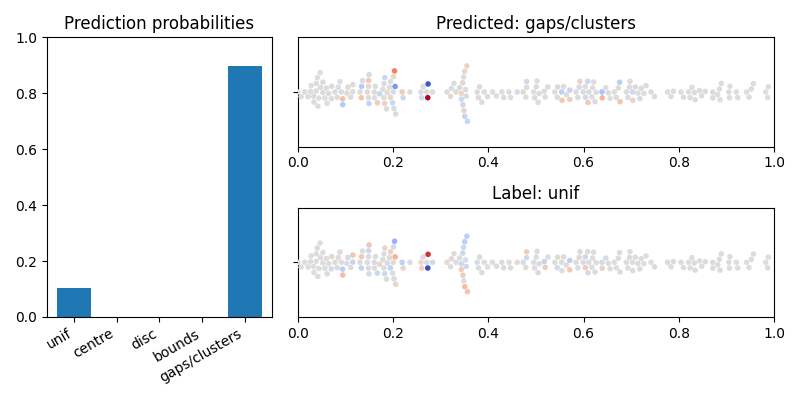 Prediction probabilities
1.0
0.8
0.6
0.4
0.2
0.0
unif
centre
disc
bounds
gaps/clusters
Predicted: gaps/clusters
0.0 0.2 0.4 0.6 0.8 1.0
Label: unif
0.0 0.2 0.4 0.6 0.8 1.0